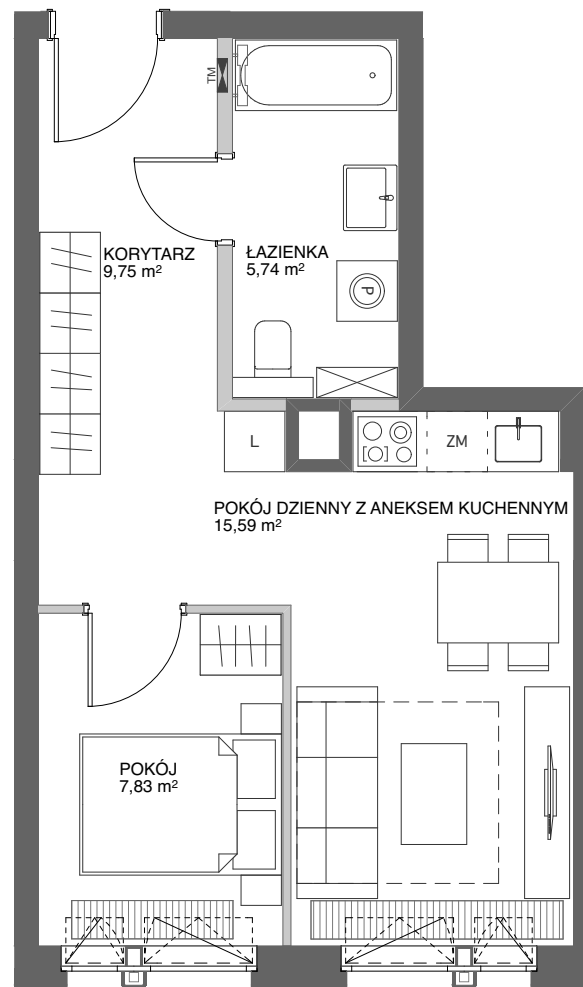 TM
KORYTARZ
9,75 m²
ŁAZIENKA
5,74 m²
P
L
ZM
POKÓJ DZIENNY Z ANEKSEM KUCHENNYM
15,59 m²
POKÓJ
7,83 m²